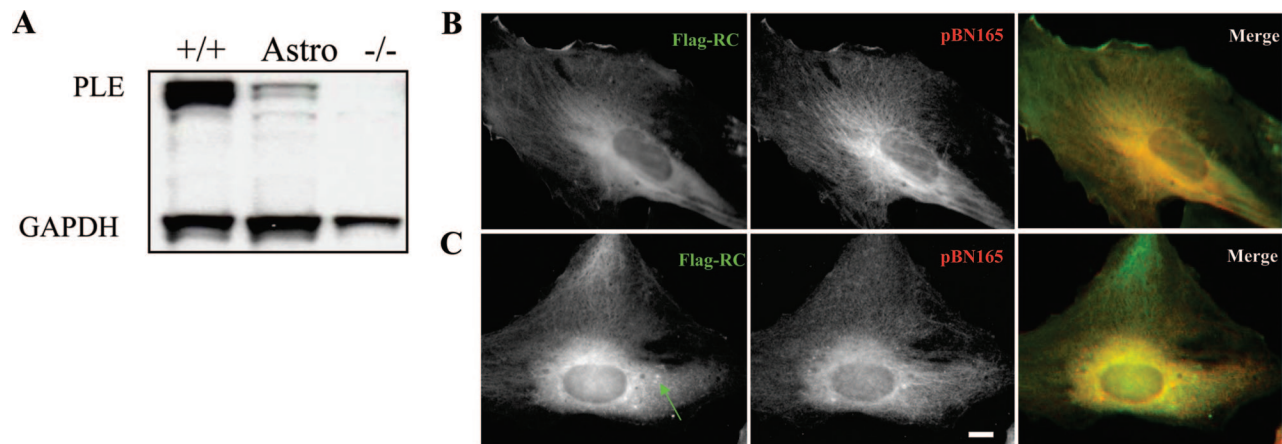 A
+/+ Astro -/-
PLE
GAPDH
B
Flag-RC
pBN165
Merge
C
Flag-RC
pBN165
Merge